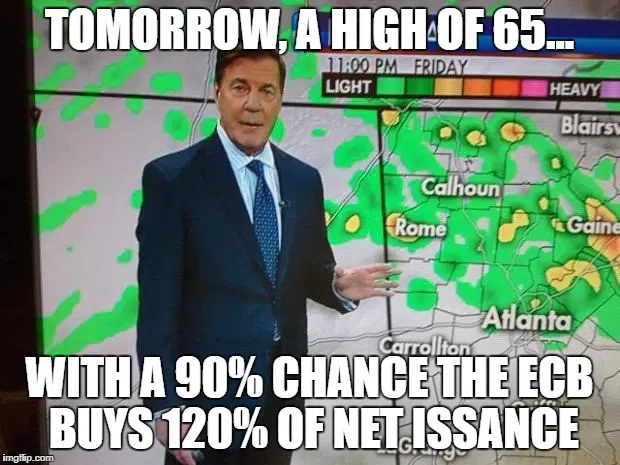 TOMORROW, A HIGH OF 65...
11:00 PM FRIDAY
LIGHT HEAVY
Blairsv
Calhoun
Rome
Gaine
Atlanta
Carrollton
WITH A 90% CHANCE THE ECB
BUYS 120% OF NET ISSANCE
LaGrange
imgflip.com